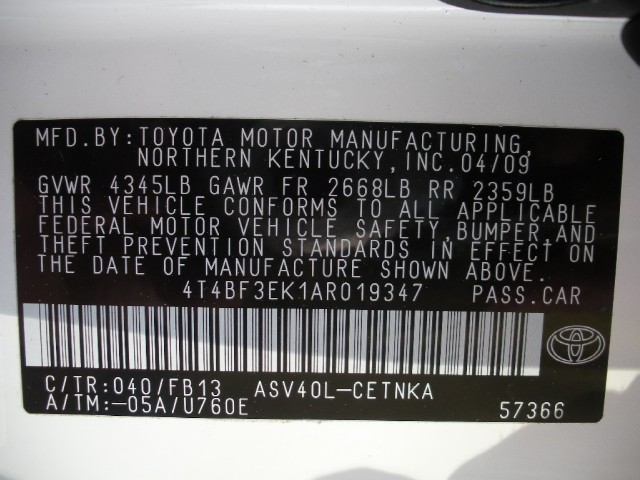 MFD.BY:TOYOTA MOTOR MANUFACTURING,
NORTHERN KENTUCKY,INC.04/09
GVWR 4345LB GAWR FR 2668LB RR 2359LB
THIS VEHICLE CONFORMS TO ALL APPLICABLE
FEDERAL MOTOR VEHICLE SAFETY,BUMPER,AND
THEFT PREVENTION STANDARDS IN EFFECT ON
THE DATE OF MANUFACTURE SHOWN ABOVE.
4T4BF3EK1AR019347 PASS.CAR
C/TR:040/FB13 ASV40L-CETNKA
A/TM:-05A/U760E 57366